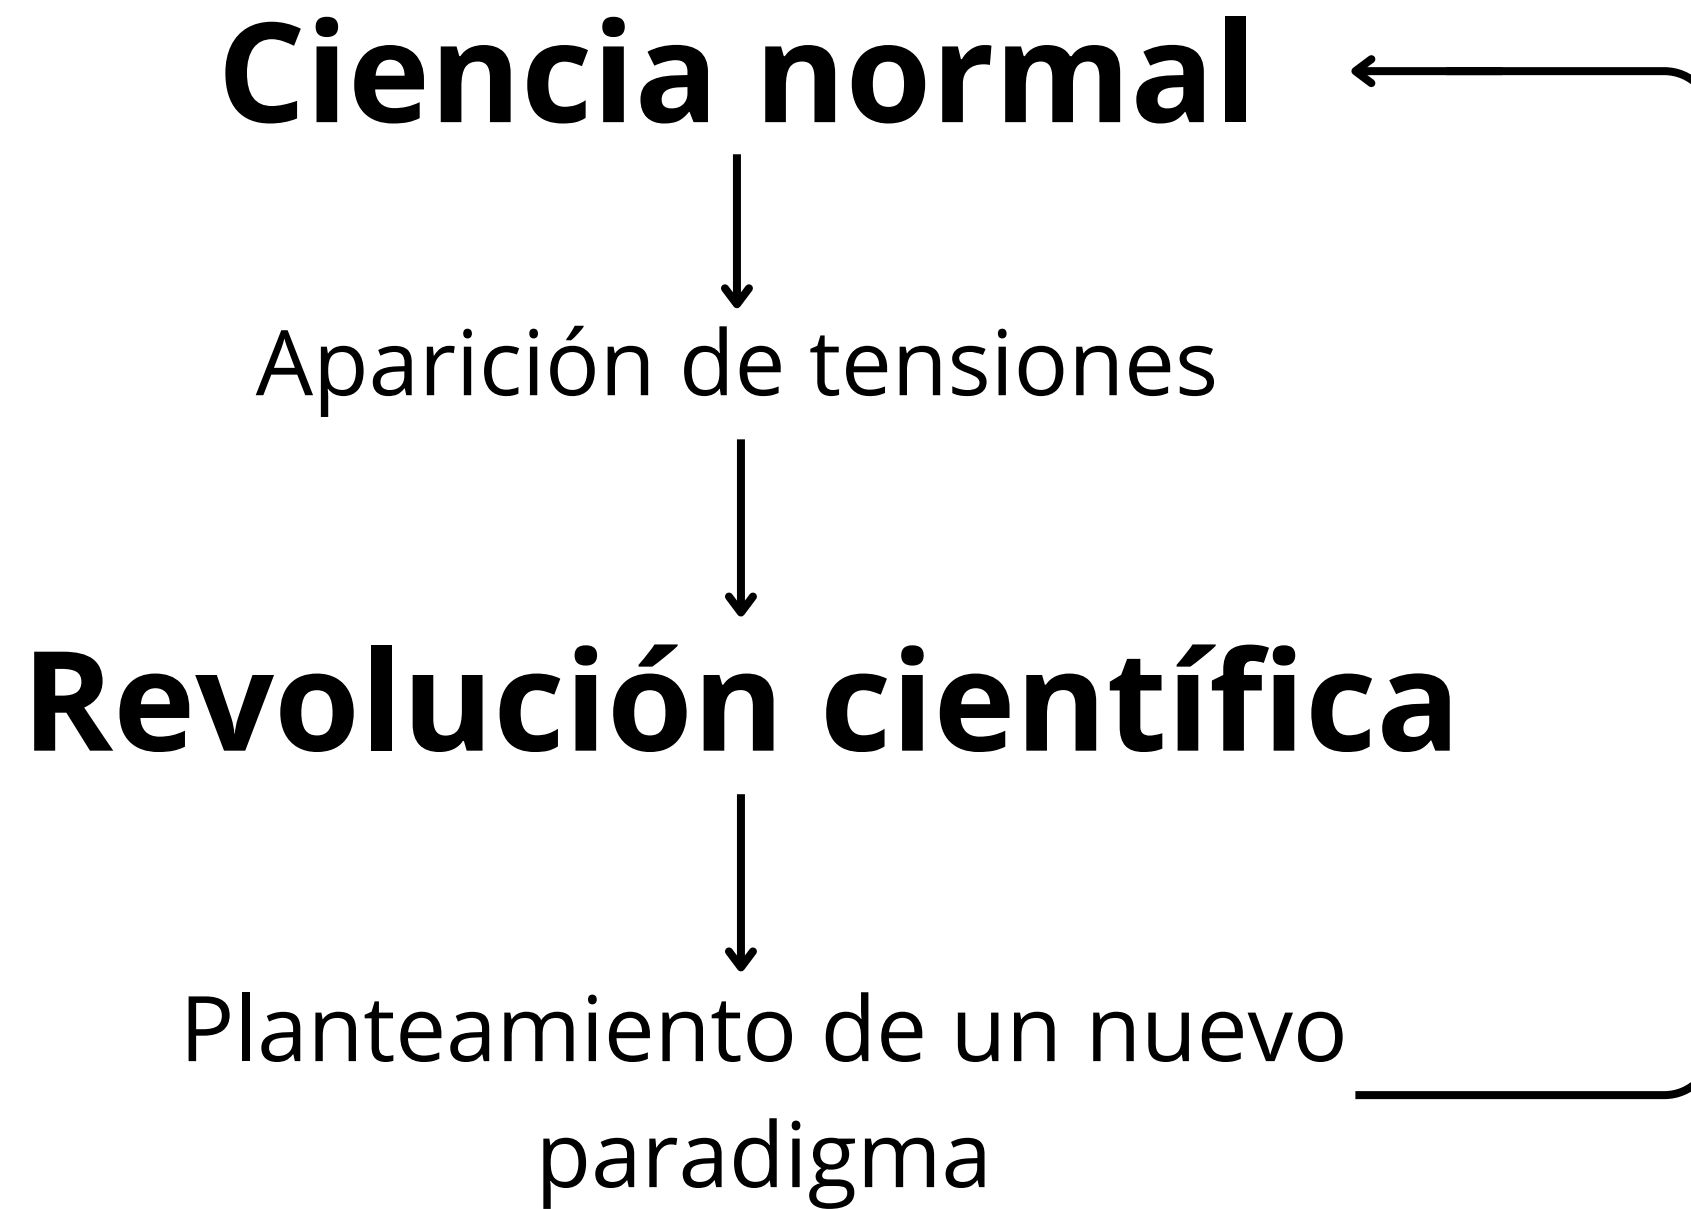 Ciencia normal
Aparición de tensiones
Revolución científica
Planteamiento de un nuevo
paradigma